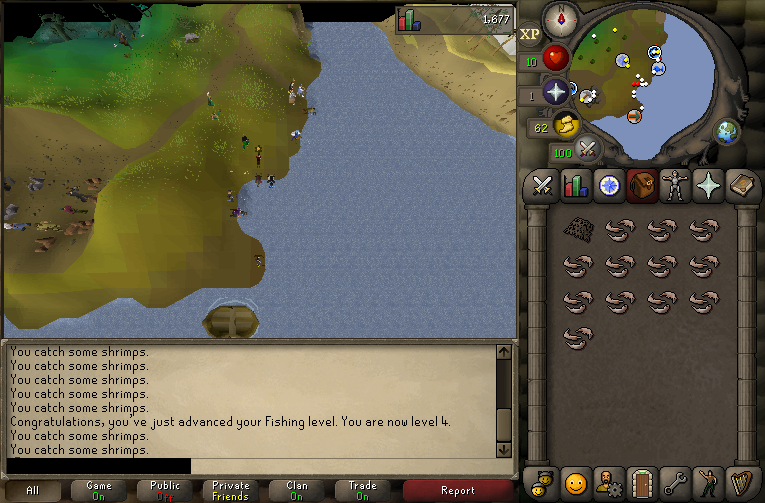 1,677
XP
N
10
1
62
100
You catch some shrimps.
You catch some shrimps.
You catch some shrimps.
You catch some shrimps.
You catch some shrimps.
Congratulations, you've just advanced your Fishing level. You are now level 4.
You catch some shrimps.
You catch some shrimps.
All
Game
On
Public
Off
Private
Friends
Clan
On
Trade
On
Report